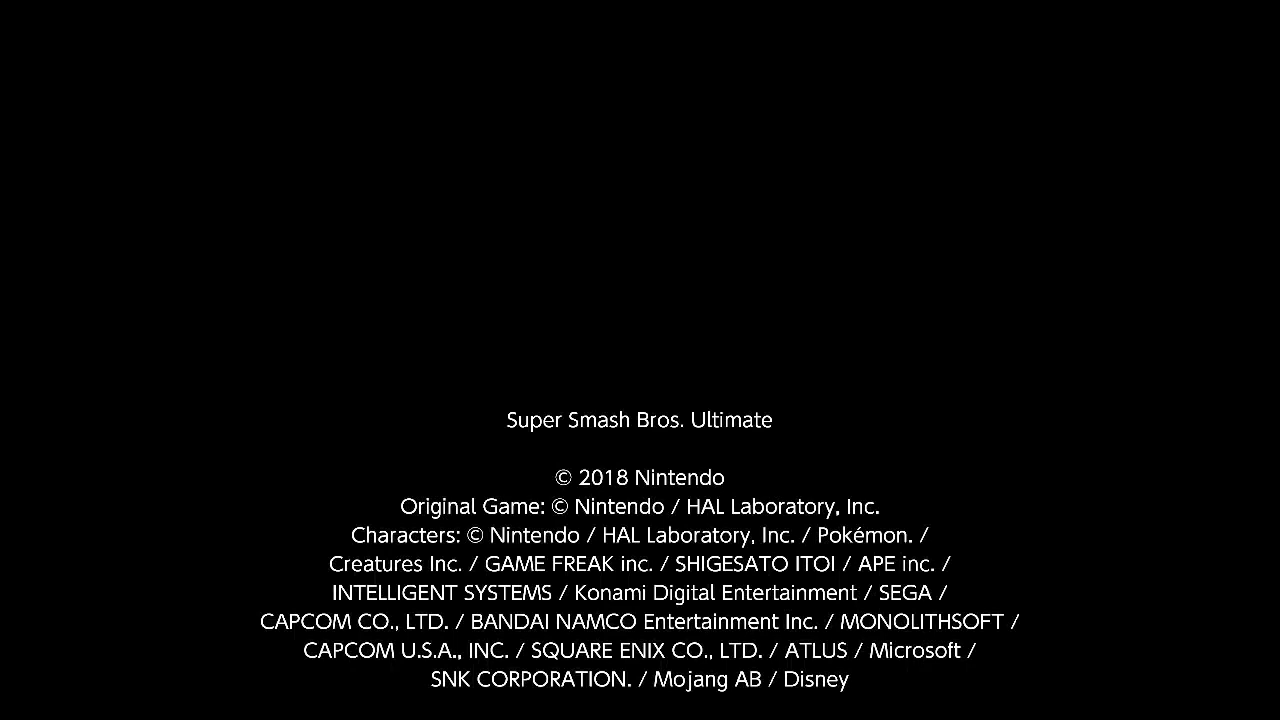 Super Smash Bros. Ultimate
© 2018 Nintendo
Original Game: © Nintendo / HAL Laboratory, Inc.
Characters: © Nintendo / HAL Laboratory, Inc. / Pokémon. /
Creatures Inc. / GAME FREAK inc. / SHIGESATO ITOI / APE inc. /
INTELLIGENT SYSTEMS / Konami Digital Entertainment / SEGA /
CAPCOM CO., LTD. / BANDAI NAMCO Entertainment Inc. / MONOLITHSOFT /
CAPCOM U.S.A., INC. / SQUARE ENIX CO., LTD. / ATLUS / Microsoft /
SNK CORPORATION. / Mojang AB / Disney